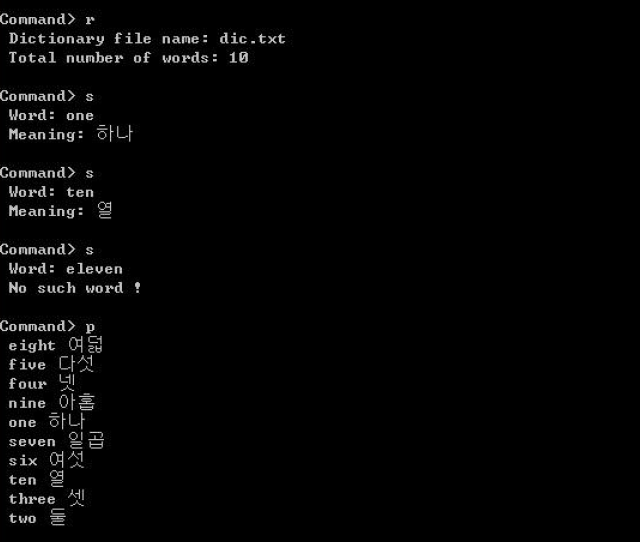 Command> r
Dictionary file name: dic.txt
Total number of words: 10
Command> s
Word: one
Meaning: 하나
Command> s
Word: ten
Meaning: 열
Command> s
Word: eleven
No such word !
Command> p
eight 여덟
five 다섯
four 넷
nine 아홉
one 하나
seven 일곱
six 여섯
ten 열
three 셋
two 둘